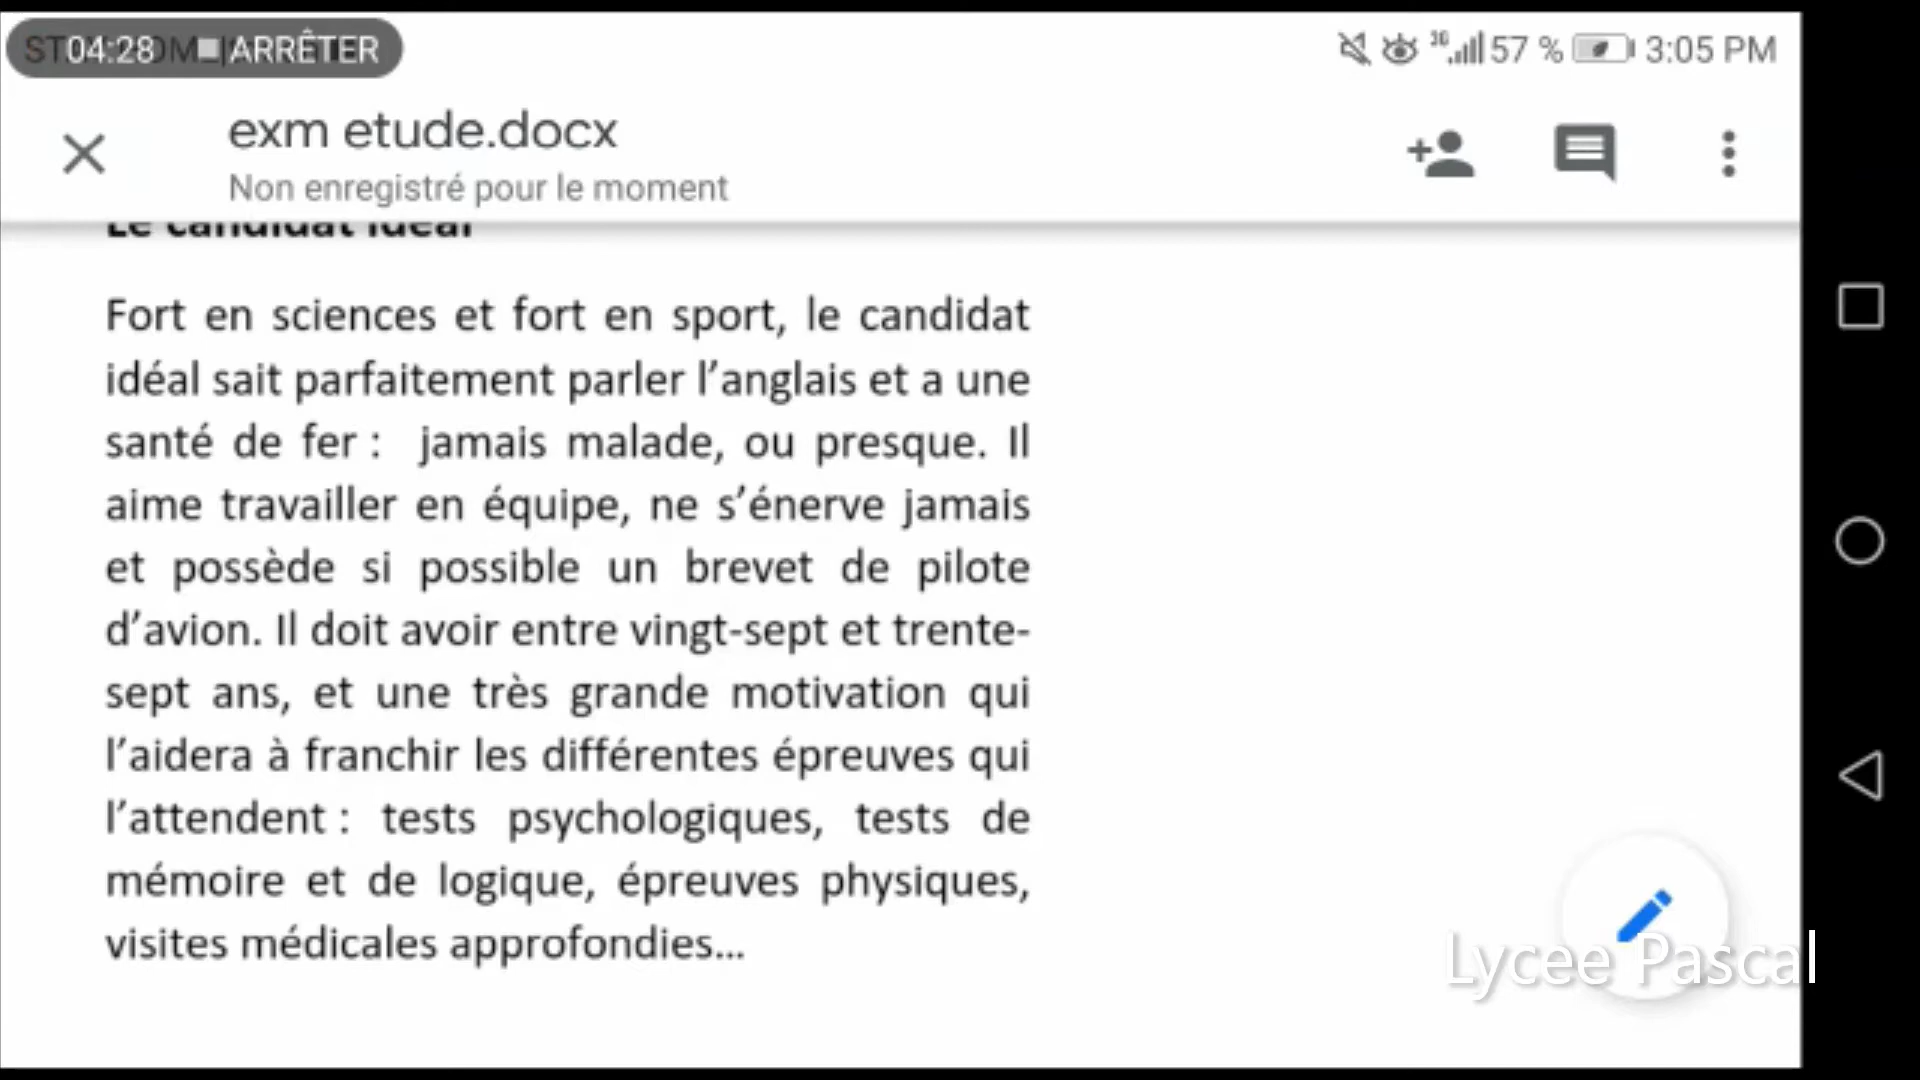 04:28 ARRÊTER
57 % 3:05 PM
exm etude.docx
Non enregistré pour le moment
Le candidat idéal
Fort en sciences et fort en sport, le candidat
idéal sait parfaitement parler l’anglais et a une
santé de fer : jamais malade, ou presque. Il
aime travailler en équipe, ne s’énerve jamais
et possède si possible un brevet de pilote
d’avion. Il doit avoir entre vingt-sept et trente-
sept ans, et une très grande motivation qui
l’aidera à franchir les différentes épreuves qui
l’attendent : tests psychologiques, tests de
mémoire et de logique, épreuves physiques,
visites médicales approfondies...
Lycee Pascal